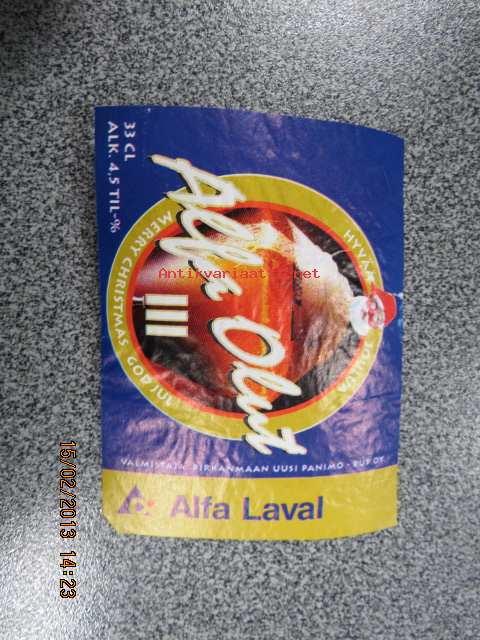 33 CL
ALK. 4,5 TIL-%
Alfa Olut
III
HYVÄÄ JOULUA
MERRY CHRISTMAS GOD JUL
VALMISTAJA: PIRKANMAAN UUSI PANIMO - PUP OY
Alfa Laval
Antikvariaatti.net
15/02/2013 14:23